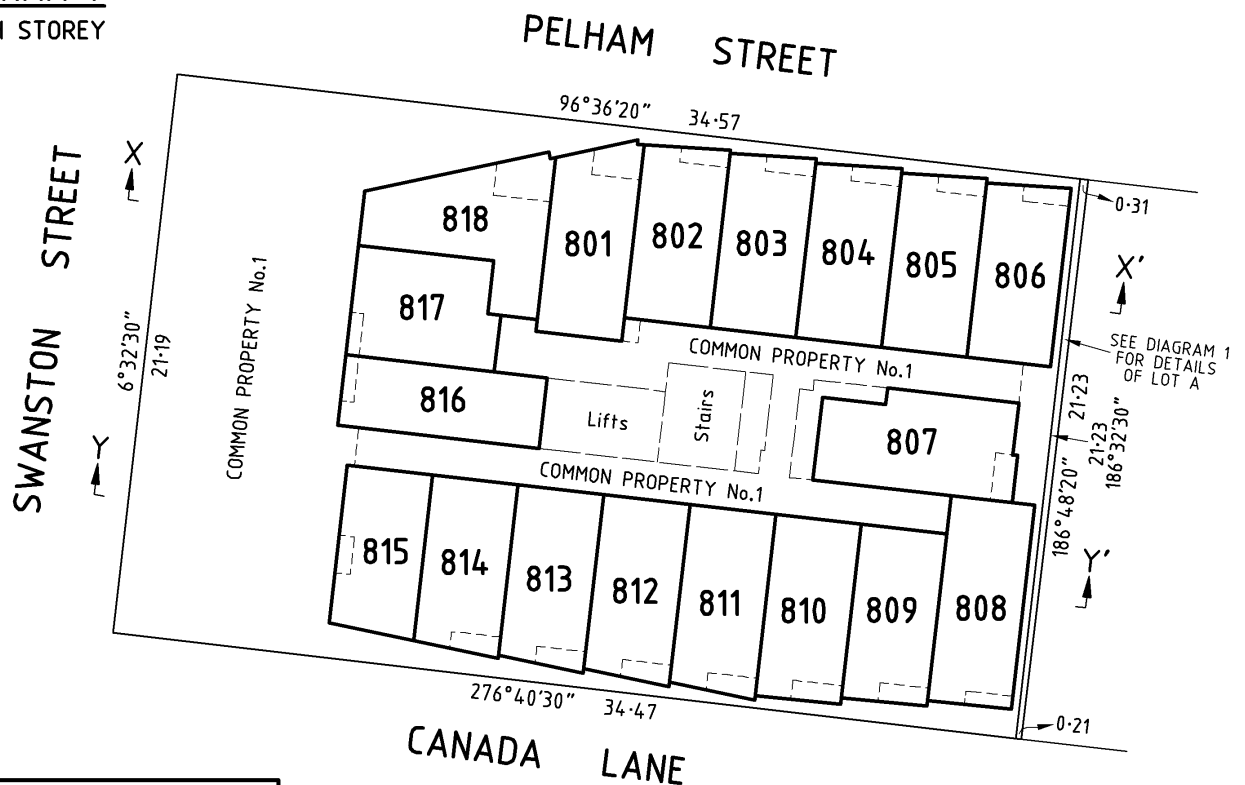 STOREY
PELHAM STREET
96°36'20" 34·57
SWANSTON STREET
X
6°32'30"
21·19
COMMON PROPERTY No.1
Y
818
801
802
803
804
805
806
0·31
X'
SEE DIAGRAM 1
FOR DETAILS
OF LOT A
817
COMMON PROPERTY No.1
816
Lifts
Stairs
807
21·23
21·23
186°32'30"
186°48'20"
COMMON PROPERTY No.1
815
814
813
812
811
810
809
808
Y'
276°40'30" 34·47
0·21
CANADA LANE